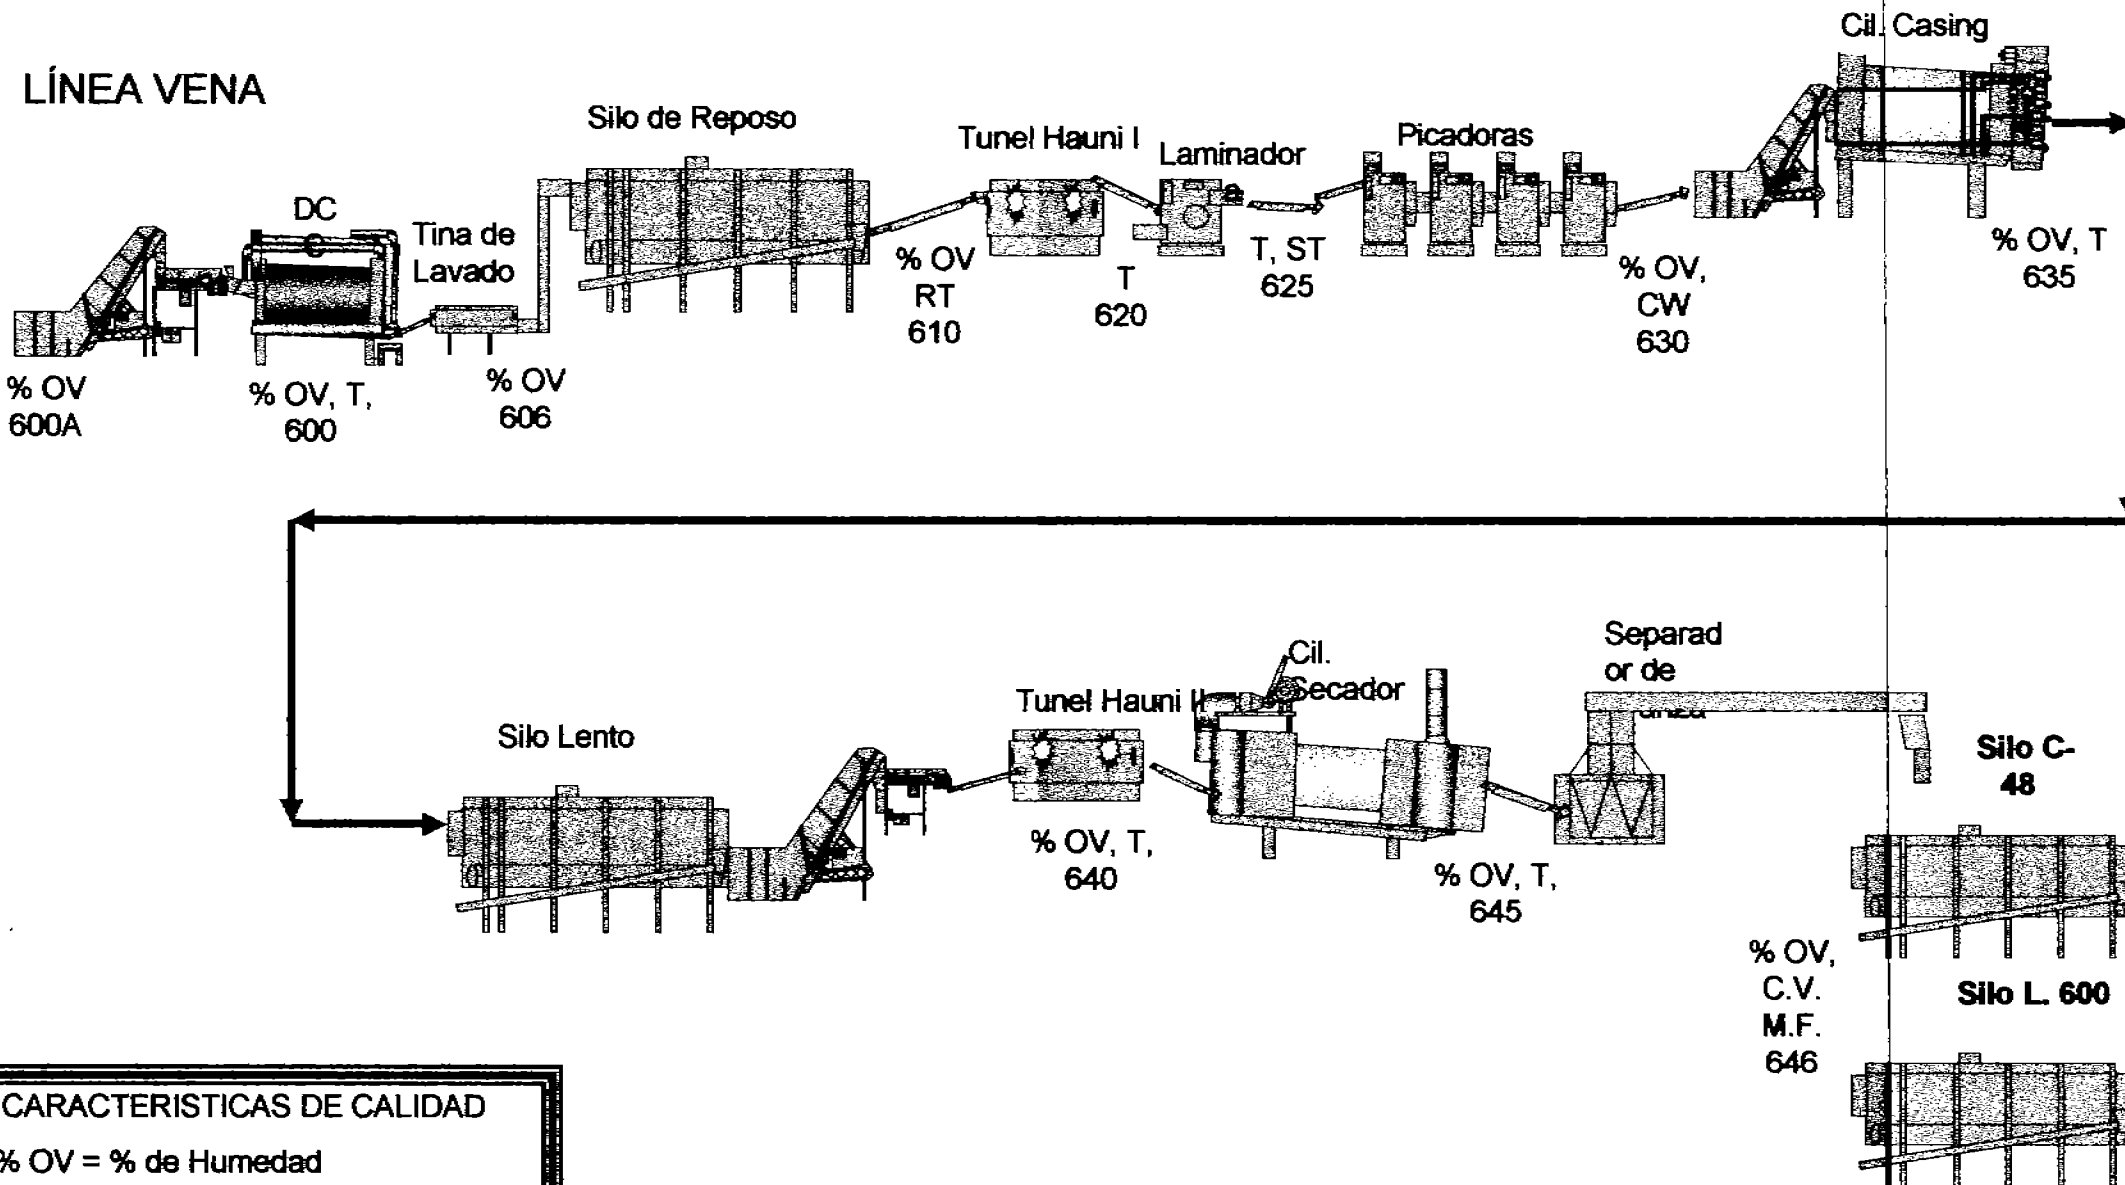 LÍNEA VENA
Cil. Casing
Silo de Reposo
Tunel Hauni I
Laminador
Picadoras
DC
Tina de
Lavado
% OV
600A
% OV, T,
600
% OV
606
% OV
RT
610
T
620
T, ST
625
% OV,
CW
630
% OV, T
635
Silo Lento
Tunel Hauni II
Cil.
Secador
Separad
or de
% OV, T,
640
% OV, T,
645
Silo C-
48
% OV,
C.V.
M.F.
646
Silo L. 600
CARACTERISTICAS DE CALIDAD
% OV = % de Humedad